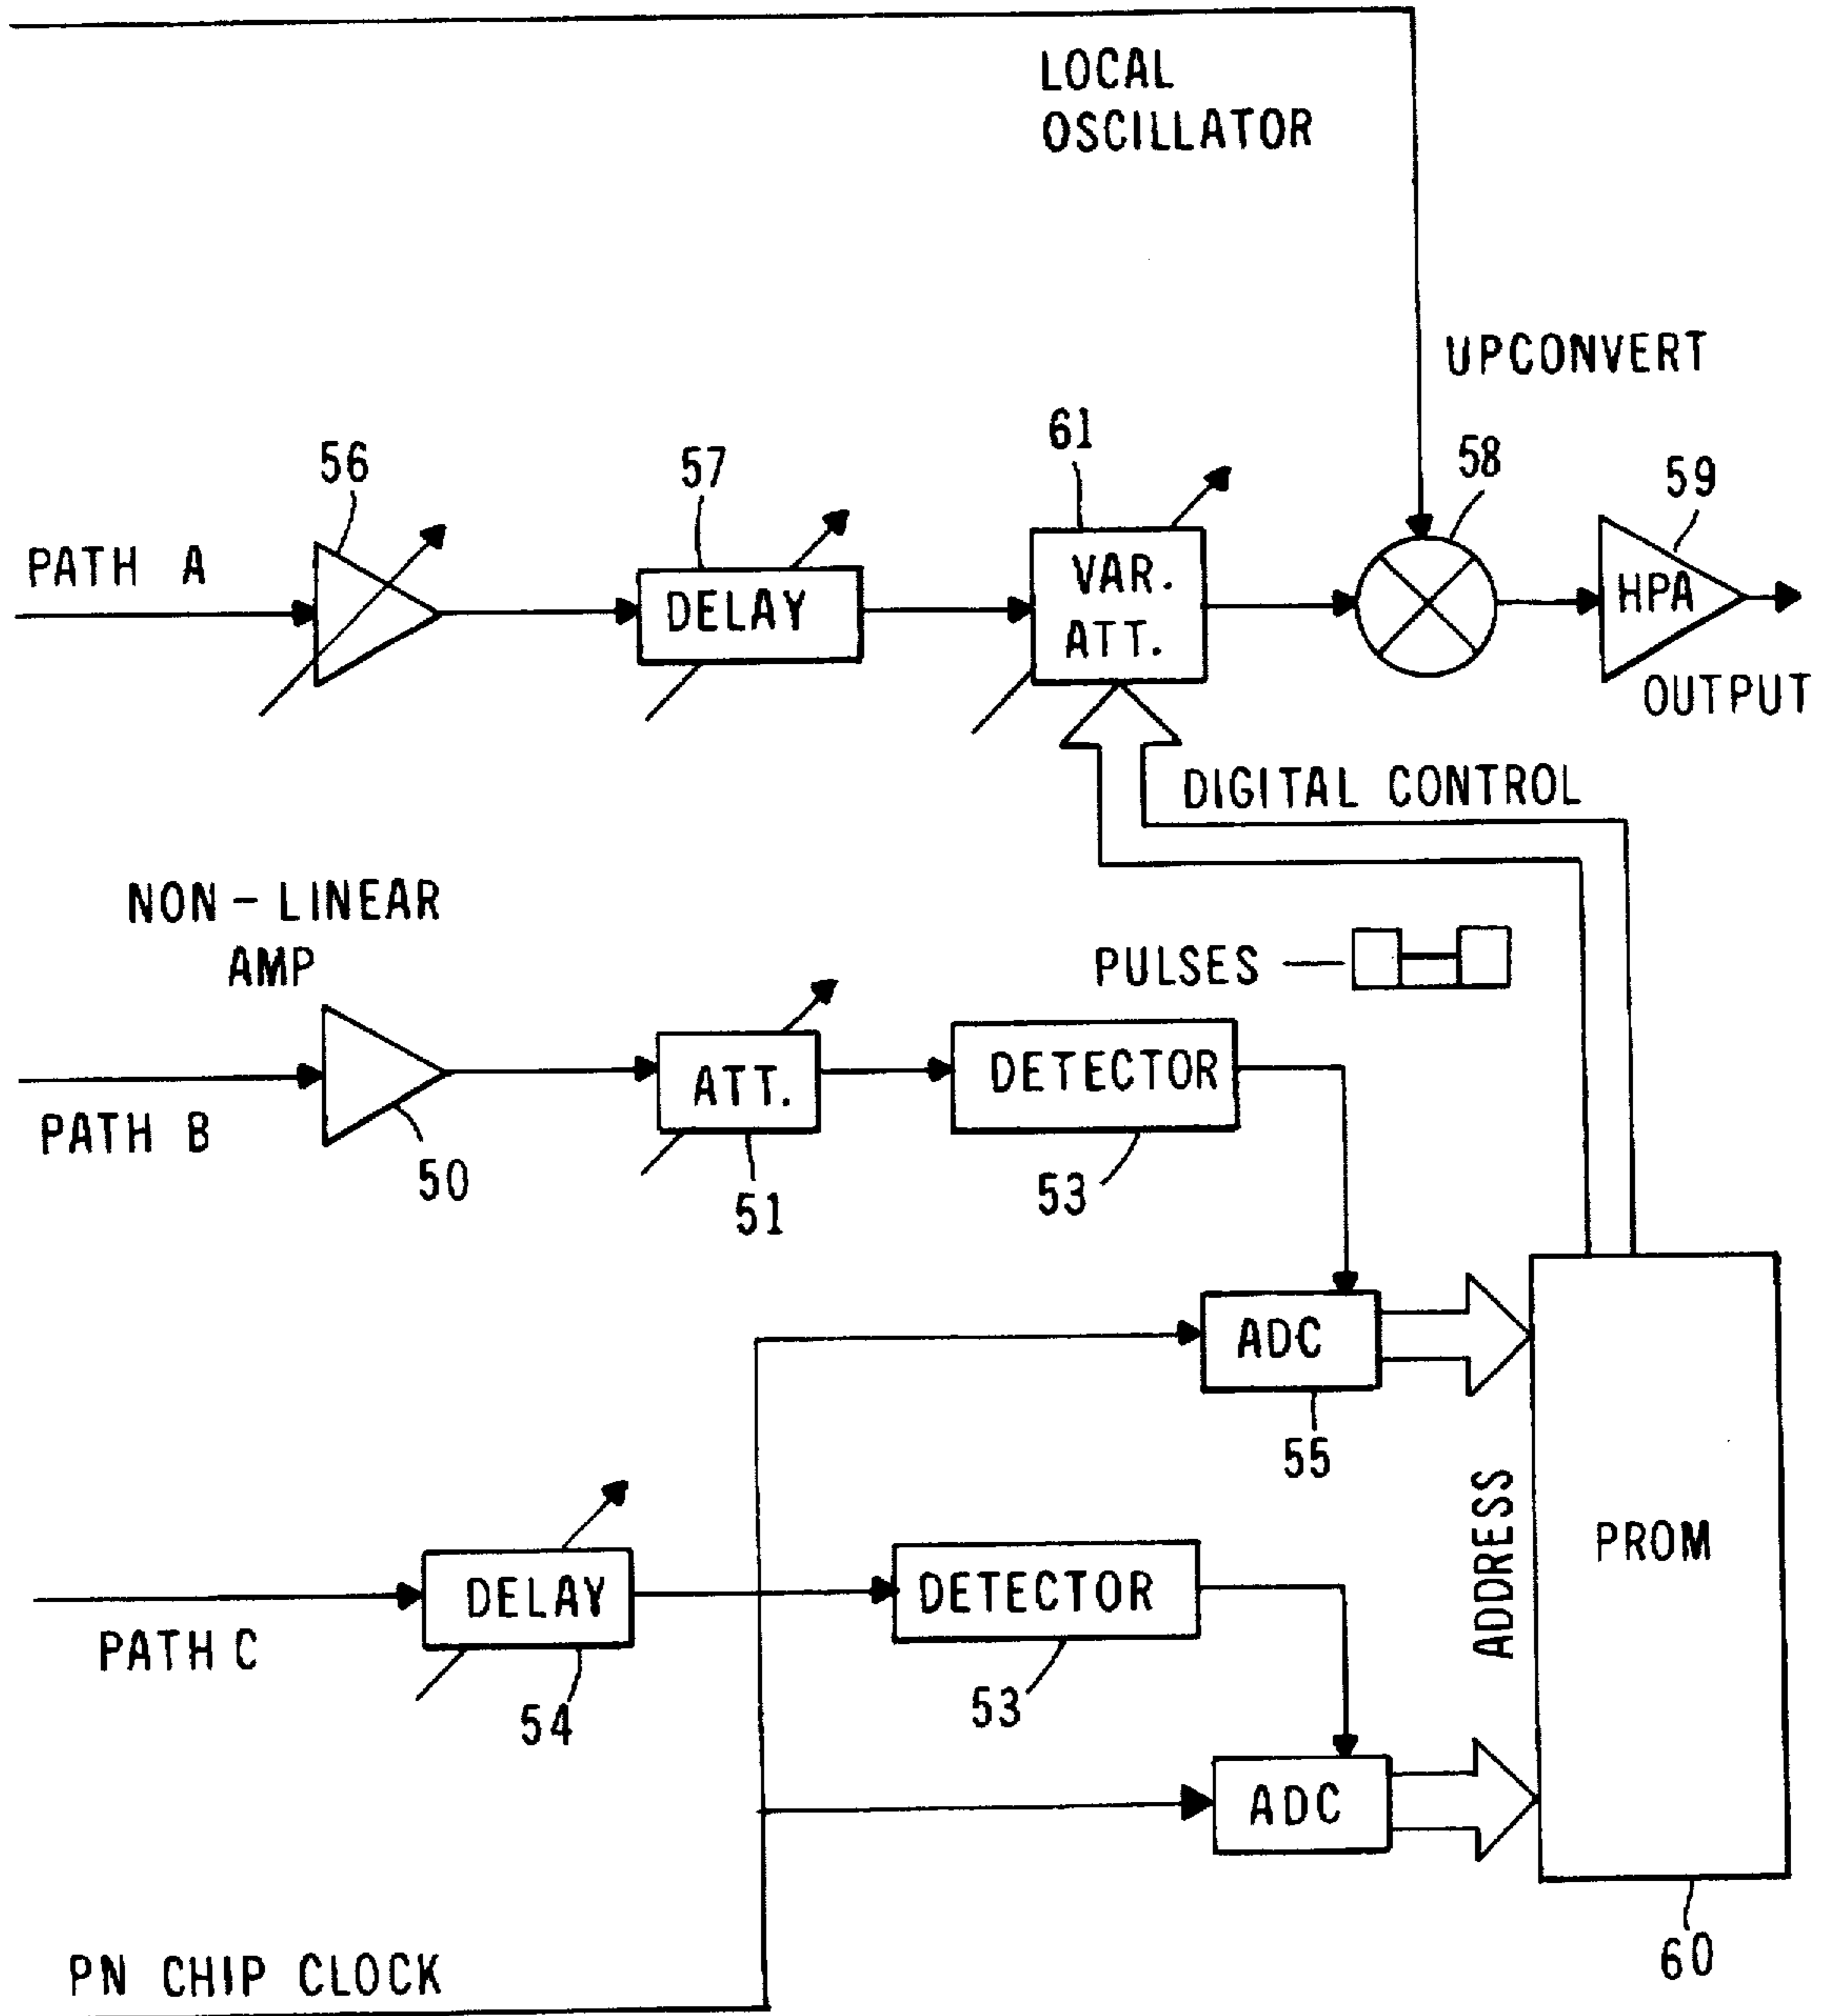 LOCAL
OSCILLATOR
UPCONVERT
61
58
56
57
59
PATH A
VAR.
ATT.
DELAY
HPA
OUTPUT
DIGITAL CONTROL
NON - LINEAR
AMP
PULSES
ATT.
DETECTOR
PATH B
50
51
53
ADC
55
ADDRESS
PROM
DELAY
DETECTOR
PATH C
54
53
ADC
60
PN CHIP CLOCK